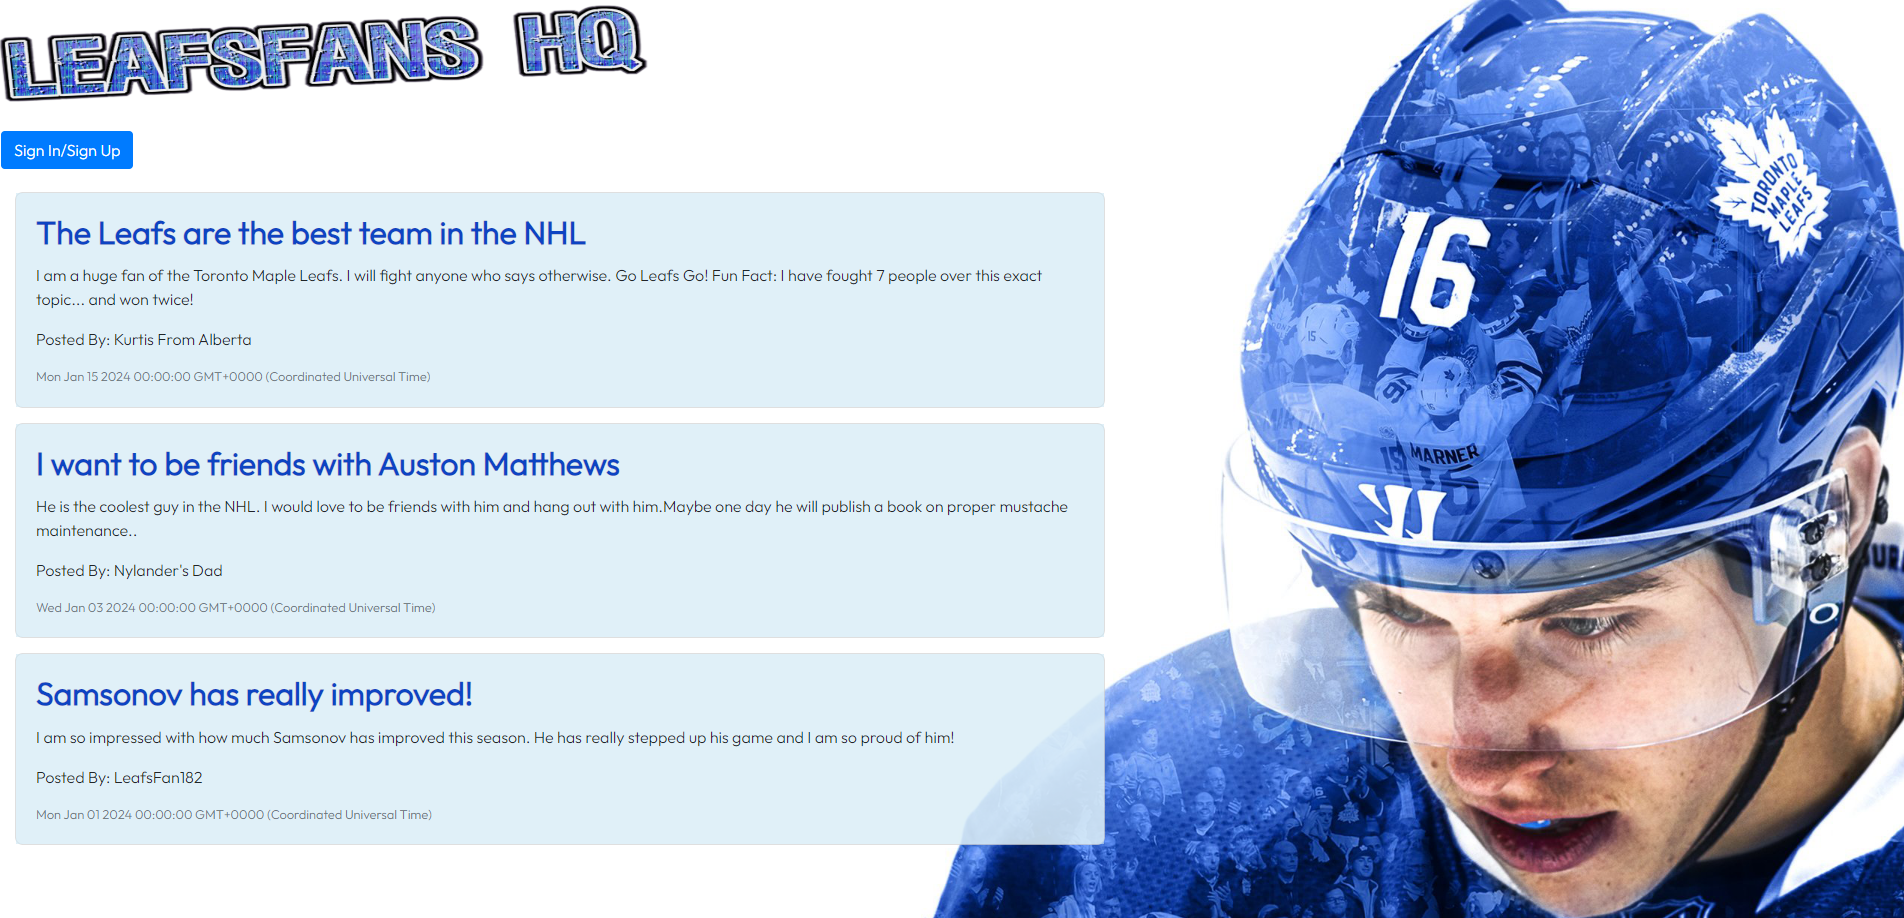 LEAFSFANS HQ
Sign In/Sign Up
The Leafs are the best team in the NHL
I am a huge fan of the Toronto Maple Leafs. I will fight anyone who says otherwise. Go Leafs Go! Fun Fact: I have fought 7 people over this exact
topic... and won twice!
Posted By: Kurtis From Alberta
Mon Jan 15 2024 00:00:00 GMT+0000 (Coordinated Universal Time)
I want to be friends with Auston Matthews
He is the coolest guy in the NHL. I would love to be friends with him and hang out with him.Maybe one day he will publish a book on proper mustache
maintenance..
Posted By: Nylander's Dad
Wed Jan 03 2024 00:00:00 GMT+0000 (Coordinated Universal Time)
Samsonov has really improved!
I am so impressed with how much Samsonov has improved this season. He has really stepped up his game and I am so proud of him!
Posted By: LeafsFan182
Mon Jan 01 2024 00:00:00 GMT+0000 (Coordinated Universal Time)
TORONTO
MAPLE
LEAFS
16
15
16
MARNER